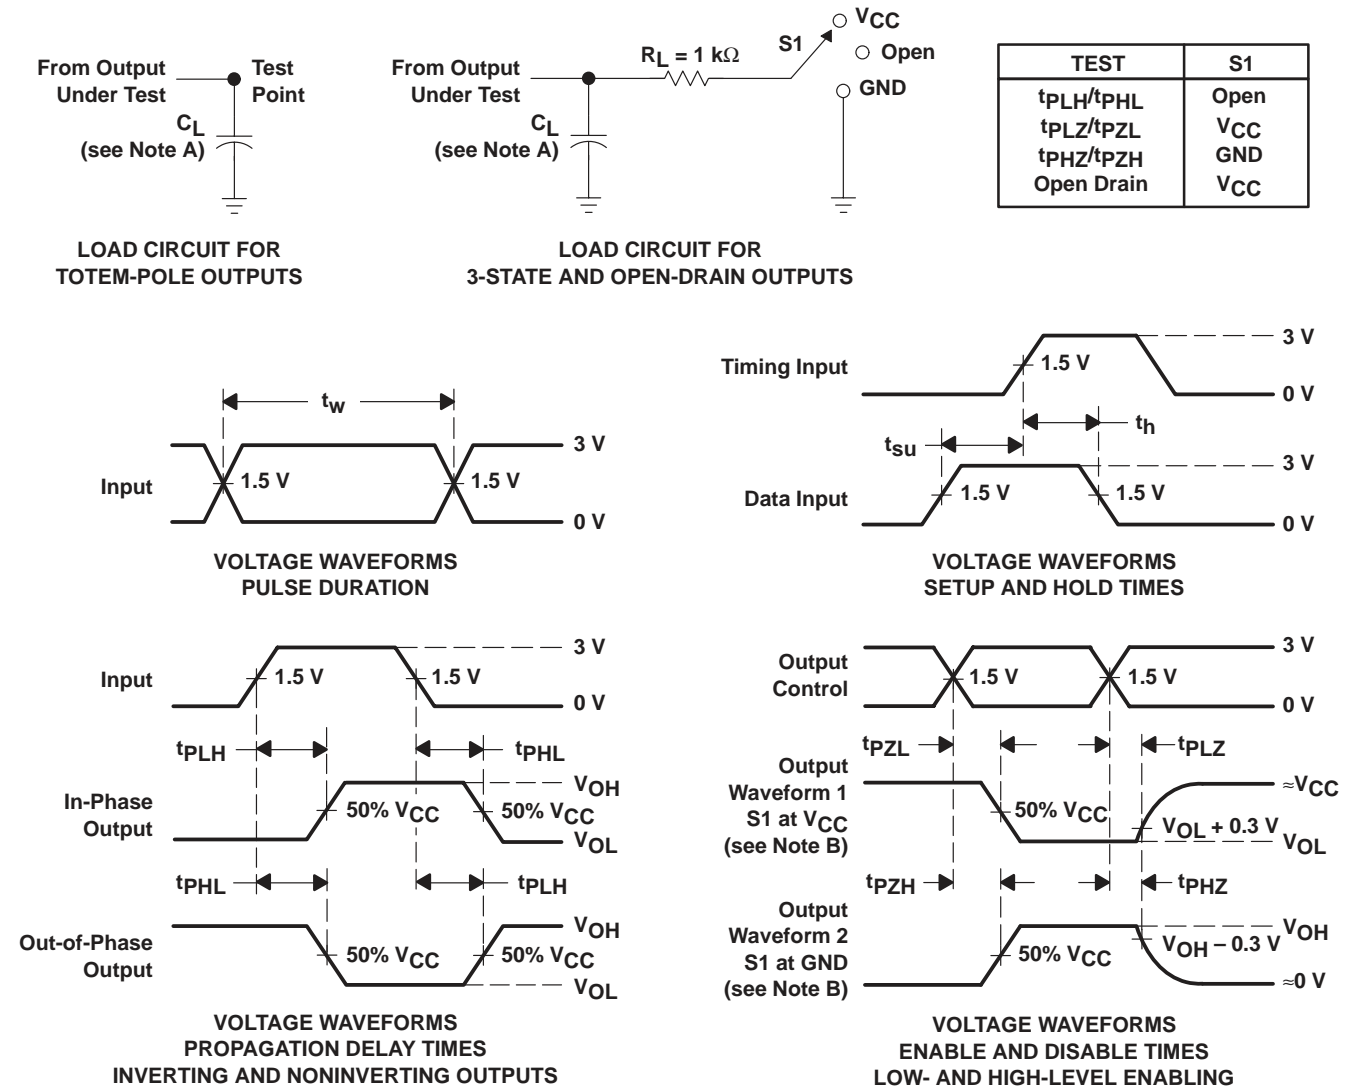 From Output
Under Test
Test
Point
CL
(see Note A)
LOAD CIRCUIT FOR
TOTEM-POLE OUTPUTS
From Output
Under Test
CL
(see Note A)
RL = 1 kΩ
S1
VCC
Open
GND
LOAD CIRCUIT FOR
3-STATE AND OPEN-DRAIN OUTPUTS
TEST S1
tPLH/tPHL Open
tPLZ/tPZL VCC
tPHZ/tPZH GND
Open Drain VCC
tw
Input
1.5 V
1.5 V
3 V
0 V
VOLTAGE WAVEFORMS
PULSE DURATION
Timing Input
1.5 V
3 V
0 V
th
tsu
Data Input
1.5 V
1.5 V
3 V
0 V
VOLTAGE WAVEFORMS
SETUP AND HOLD TIMES
Input
1.5 V
1.5 V
3 V
0 V
tPLH
tPHL
In-Phase
Output
50% VCC
50% VCC
VOH
VOL
tPHL
tPLH
Out-of-Phase
Output
50% VCC
50% VCC
VOH
VOL
VOLTAGE WAVEFORMS
PROPAGATION DELAY TIMES
INVERTING AND NONINVERTING OUTPUTS
Output
Control
1.5 V
1.5 V
3 V
0 V
tPZL
tPLZ
Output
Waveform 1
S1 at VCC
(see Note B)
50% VCC
VOL + 0.3 V
≈VCC
VOL
tPZH
tPHZ
Output
Waveform 2
S1 at GND
(see Note B)
50% VCC
VOH − 0.3 V
VOH
≈0 V
VOLTAGE WAVEFORMS
ENABLE AND DISABLE TIMES
LOW- AND HIGH-LEVEL ENABLING